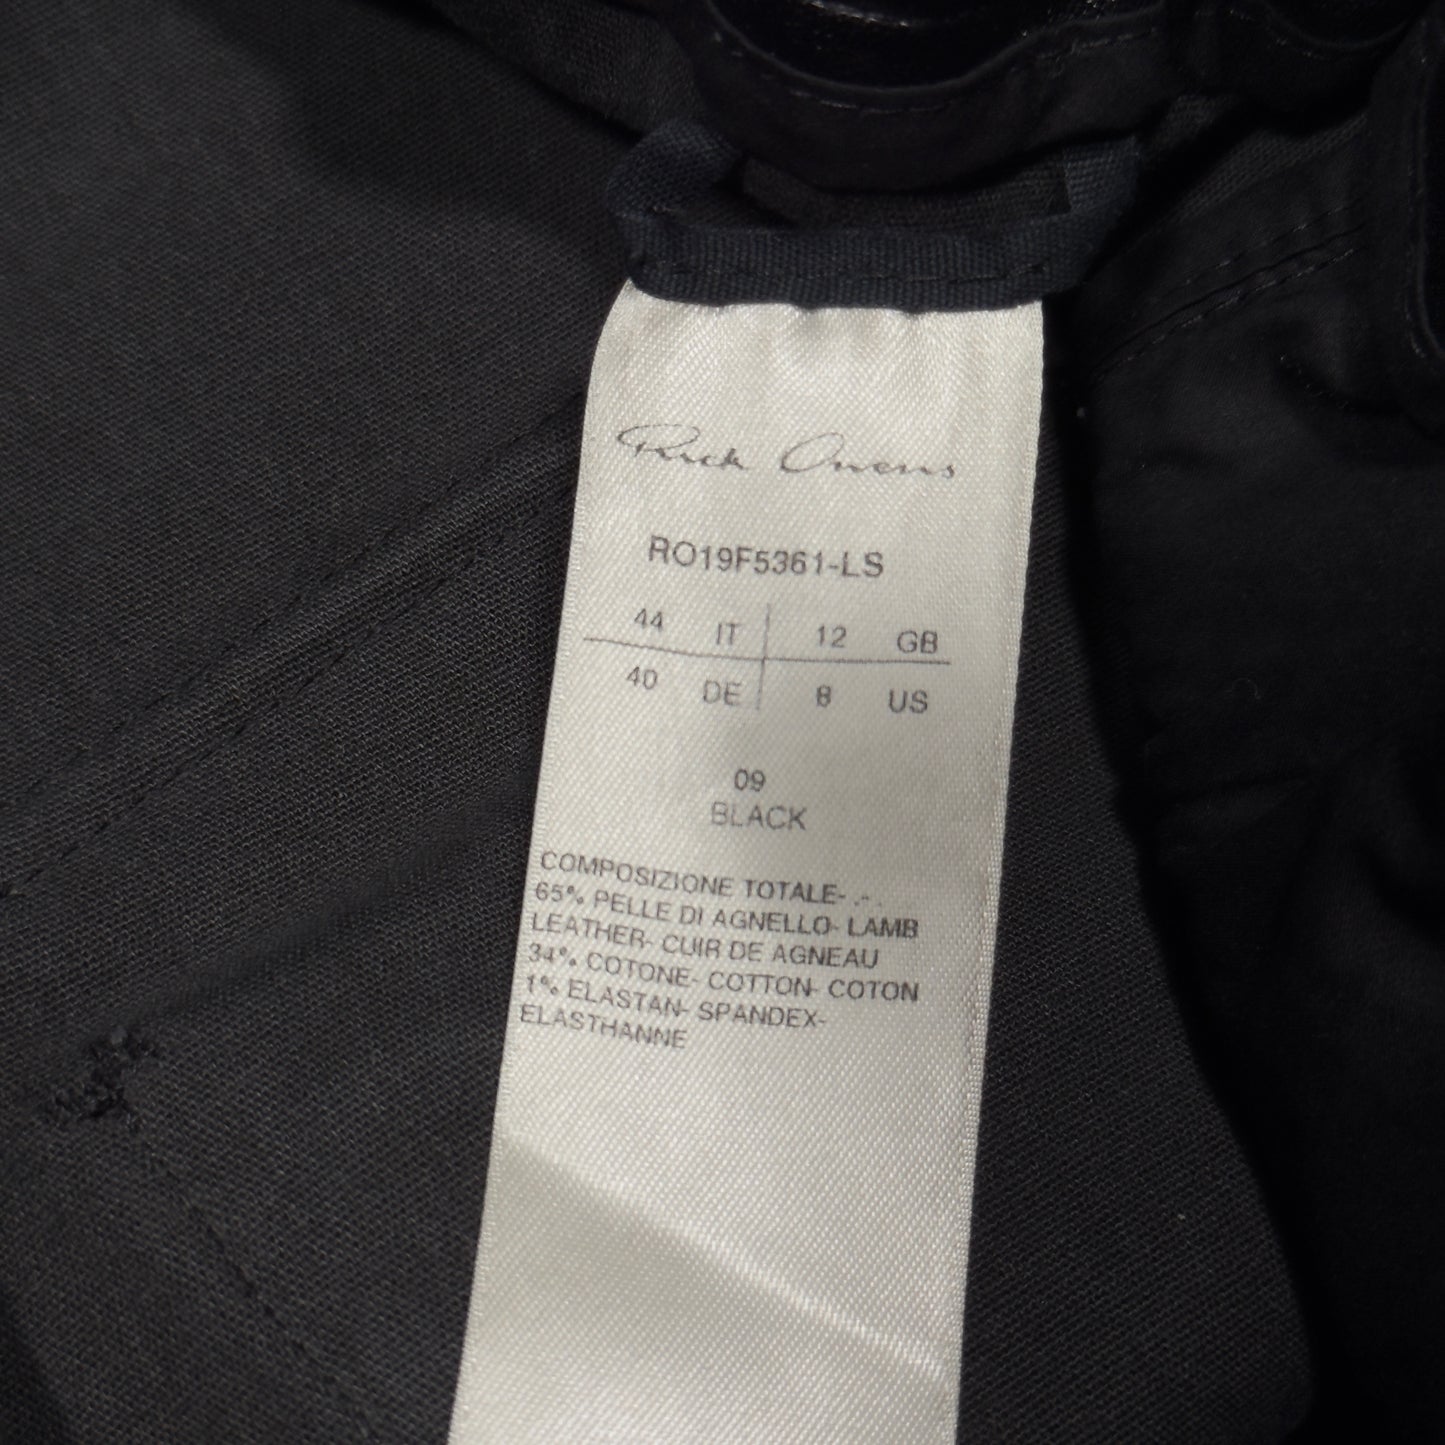 Rick Owens
RO19F5361-LS
44 IT 12 GB
40 DE 8 US
09
BLACK
COMPOSIZIONE TOTALE- .- .
65% PELLE DI AGNELLO- LAMB
LEATHER- CUIR DE AGNEAU
34% COTONE- COTTON- COTON
1% ELASTAN- SPANDEX-
ELASTHANNE